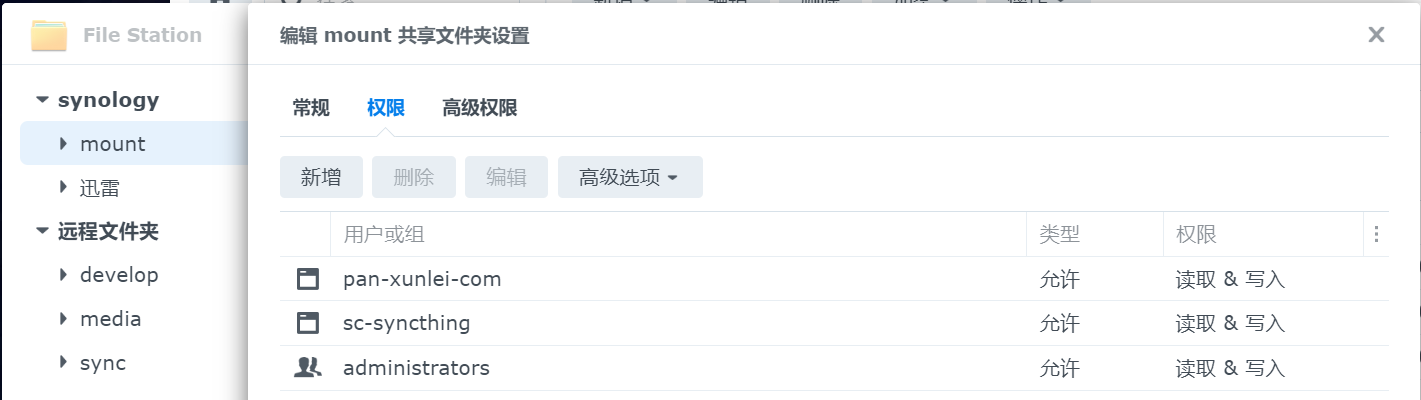 File Station
编辑 mount 共享文件夹设置
synology
mount
迅雷
远程文件夹
develop
media
sync
常规 权限 高级权限
新增 删除 编辑 高级选项
用户或组 类型 权限
pan-xunlei-com 允许 读取 & 写入
sc-syncthing 允许 读取 & 写入
administrators 允许 读取 & 写入